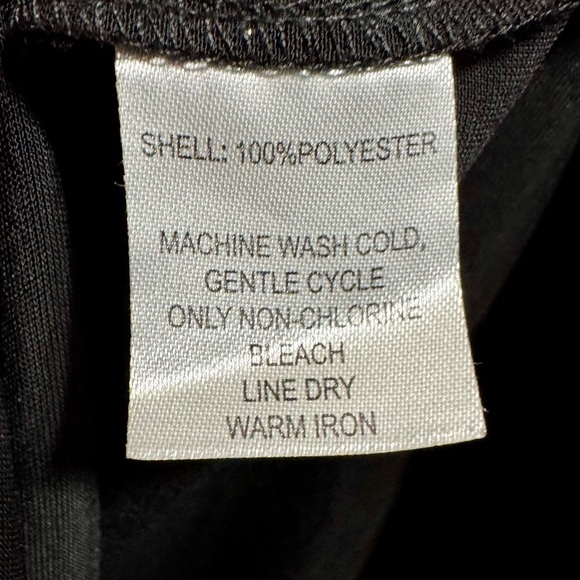 SHELL: 100%POLYESTER
MACHINE WASH COLD,
GENTLE CYCLE
ONLY NON-CHLORINE
BLEACH
LINE DRY
WARM IRON